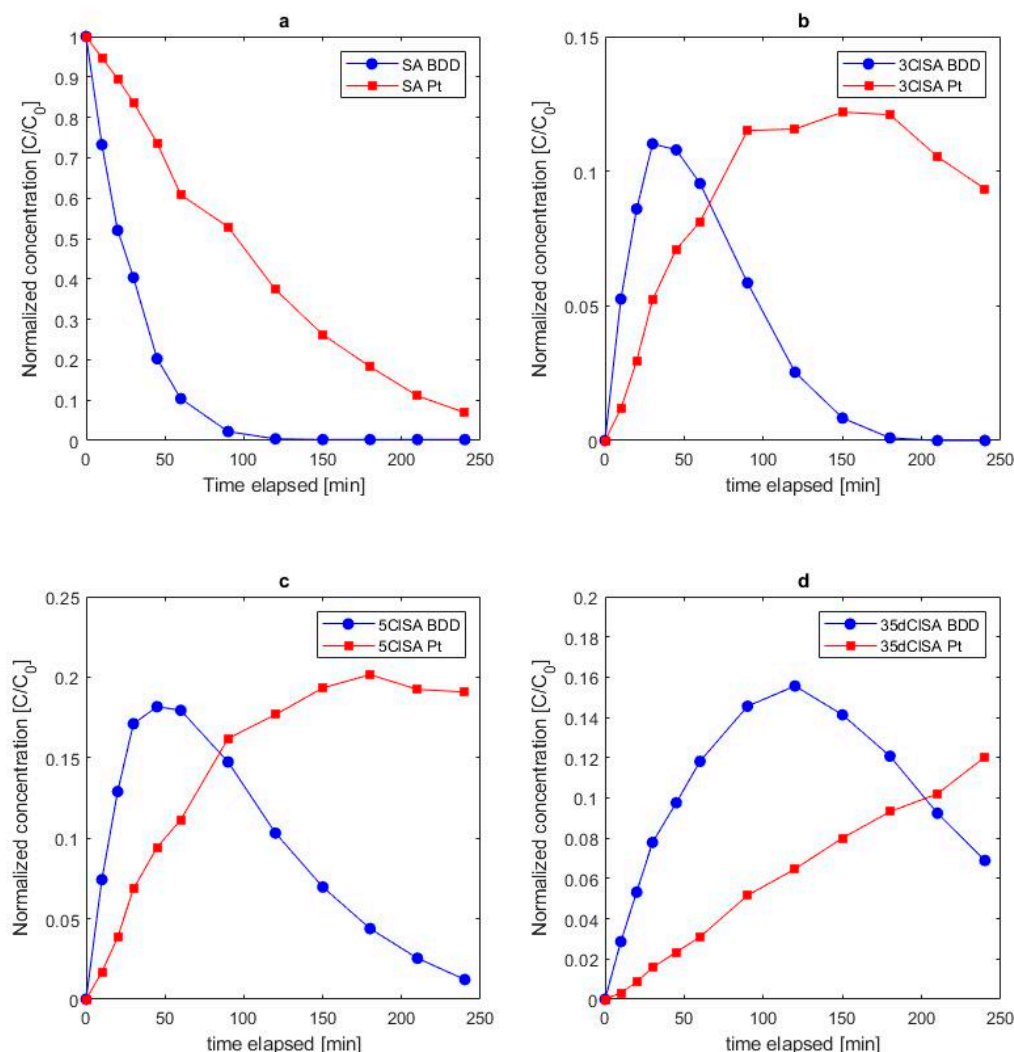 a
SA BDD
SA Pt
Normalized concentration [C/C0]
1
0.9
0.8
0.7
0.6
0.5
0.4
0.3
0.2
0.1
0
0 50 100 150 200 250
Time elapsed [min]
b
3ClSA BDD
3ClSA Pt
Normalized concentration [C/C0]
0.15
0.1
0.05
0
0 50 100 150 200 250
time elapsed [min]
c
5ClSA BDD
5ClSA Pt
Normalized concentration [C/C0]
0.25
0.2
0.15
0.1
0.05
0
0 50 100 150 200 250
time elapsed [min]
d
35dClSA BDD
35dClSA Pt
Normalized concentration [C/C0]
0.2
0.18
0.16
0.14
0.12
0.1
0.08
0.06
0.04
0.02
0
0 50 100 150 200 250
time elapsed [min]